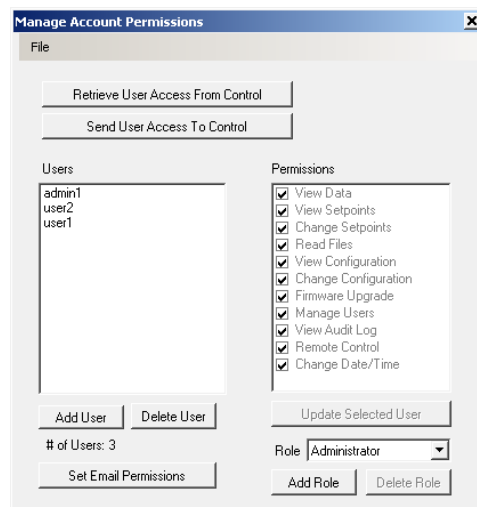 Manage Account Permissions
File
Retrieve User Access From Control
Send User Access To Control
Users
admin1
user2
user1
Add User
Delete User
# of Users: 3
Set Email Permissions
Permissions
View Data
View Setpoints
Change Setpoints
Read Files
View Configuration
Change Configuration
Firmware Upgrade
Manage Users
View Audit Log
Remote Control
Change Date/Time
Update Selected User
Role Administrator
Add Role
Delete Role